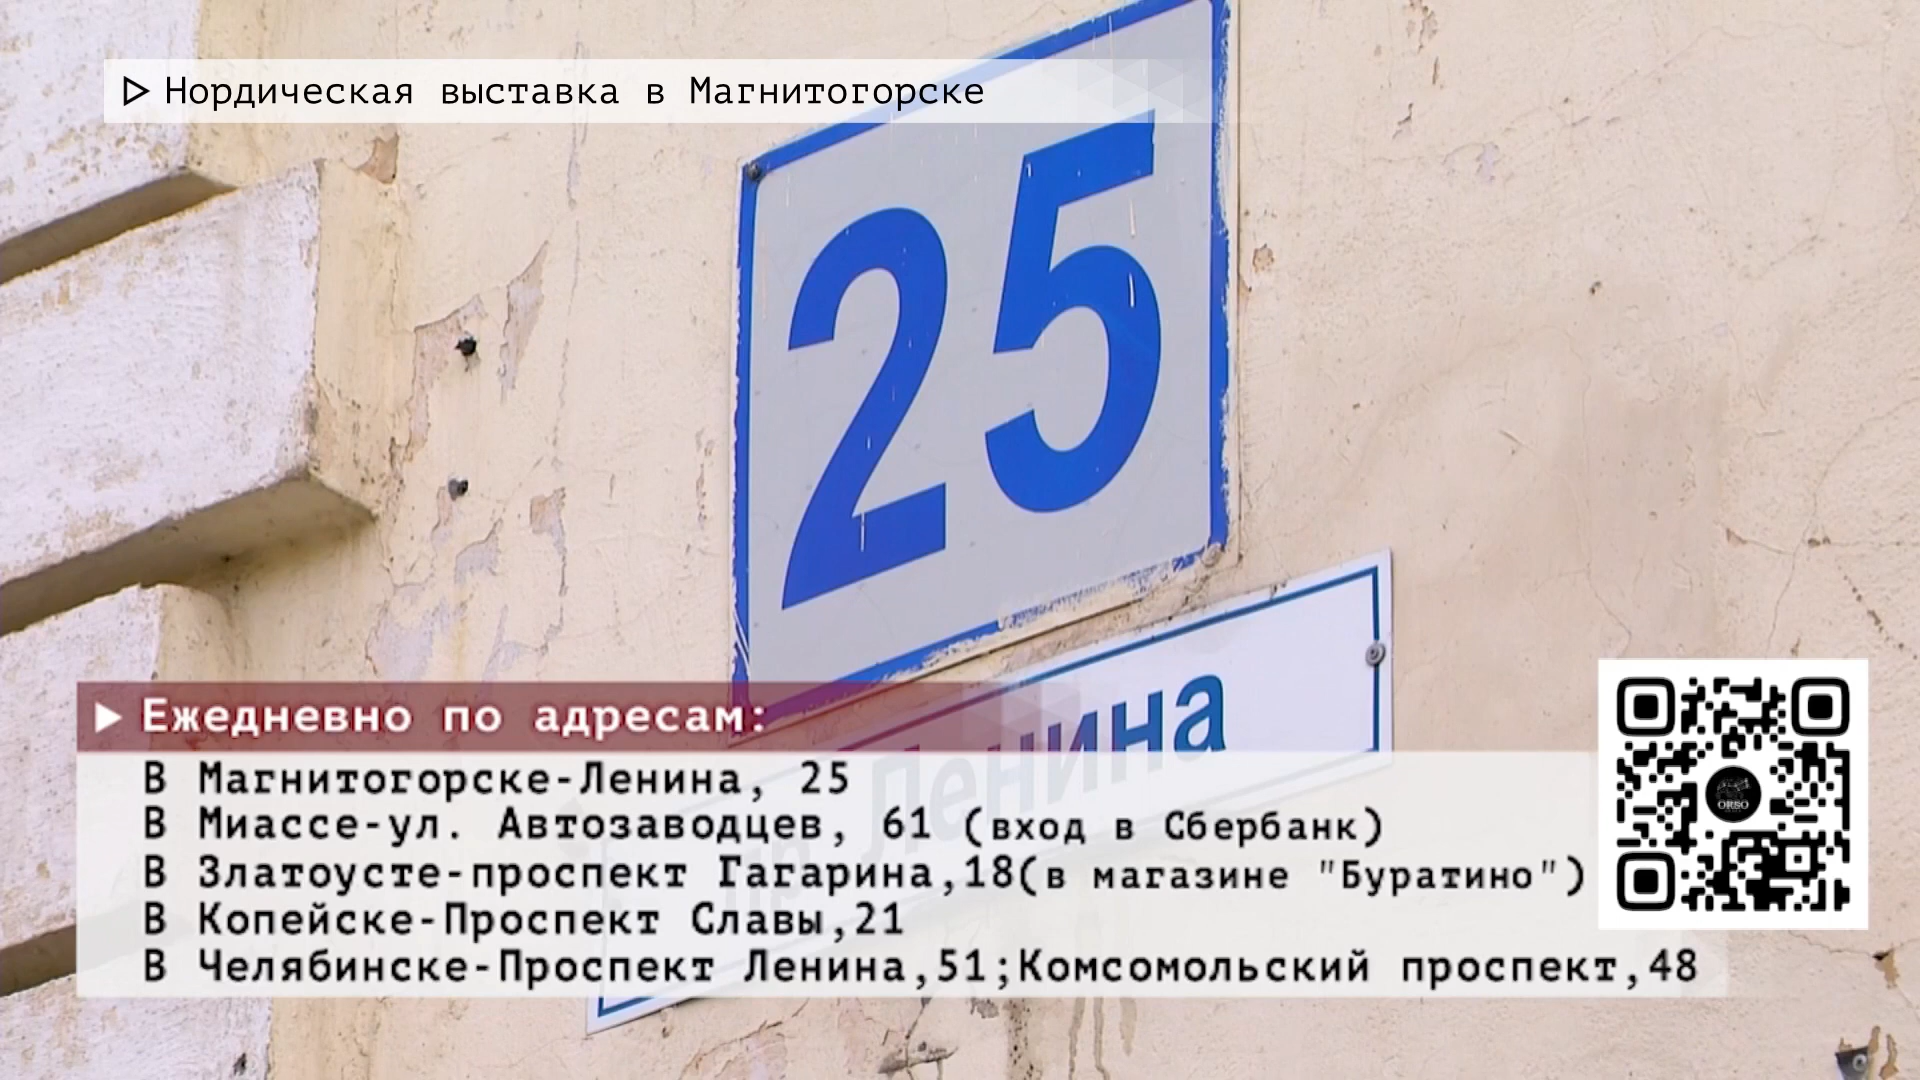 Нордическая выставка в Магнитогорске
25
пр Ленина
Ежедневно по адресам:
В Магнитогорске-Ленина, 25
В Миассе-ул. Автозаводцев, 61 (вход в Сбербанк)
В Златоусте-проспект Гагарина,18(в магазине "Буратино")
В Копейске-Проспект Славы,21
В Челябинске-Проспект Ленина,51;Комсомольский проспект,48
ORSO